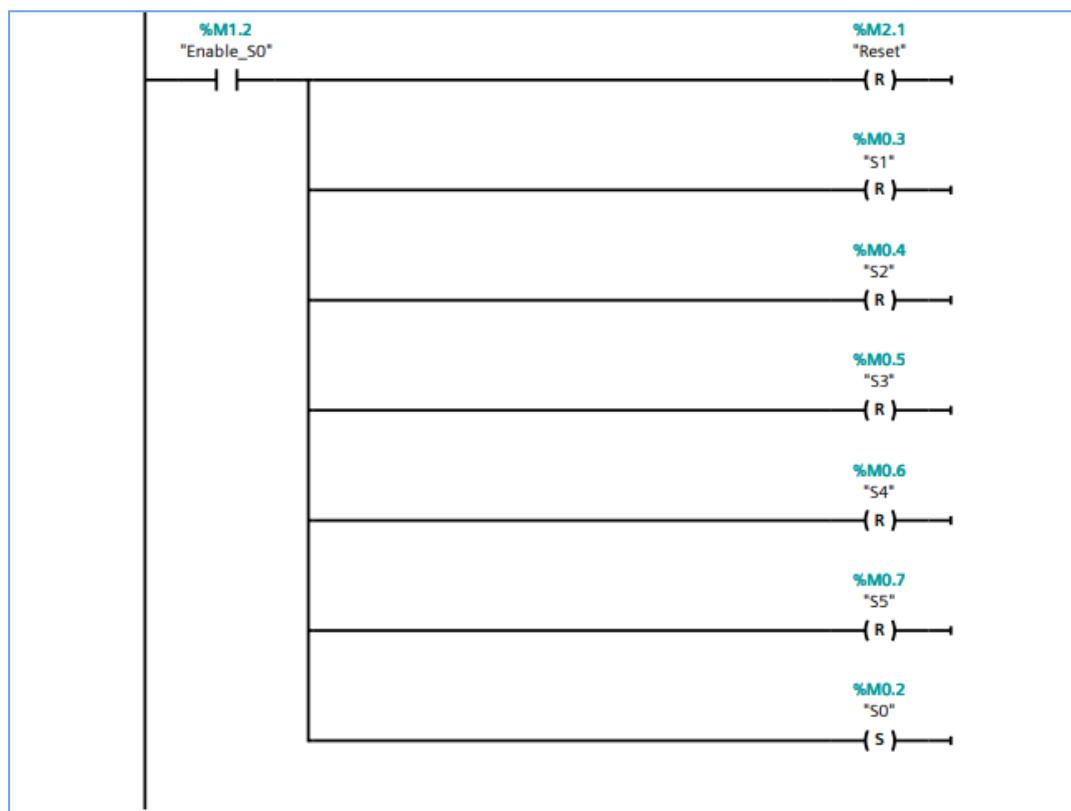 %M1.2
"Enable_S0"
%M2.1
"Reset"
R
%M0.3
"S1"
R
%M0.4
"S2"
R
%M0.5
"S3"
R
%M0.6
"S4"
R
%M0.7
"S5"
R
%M0.2
"S0"
S